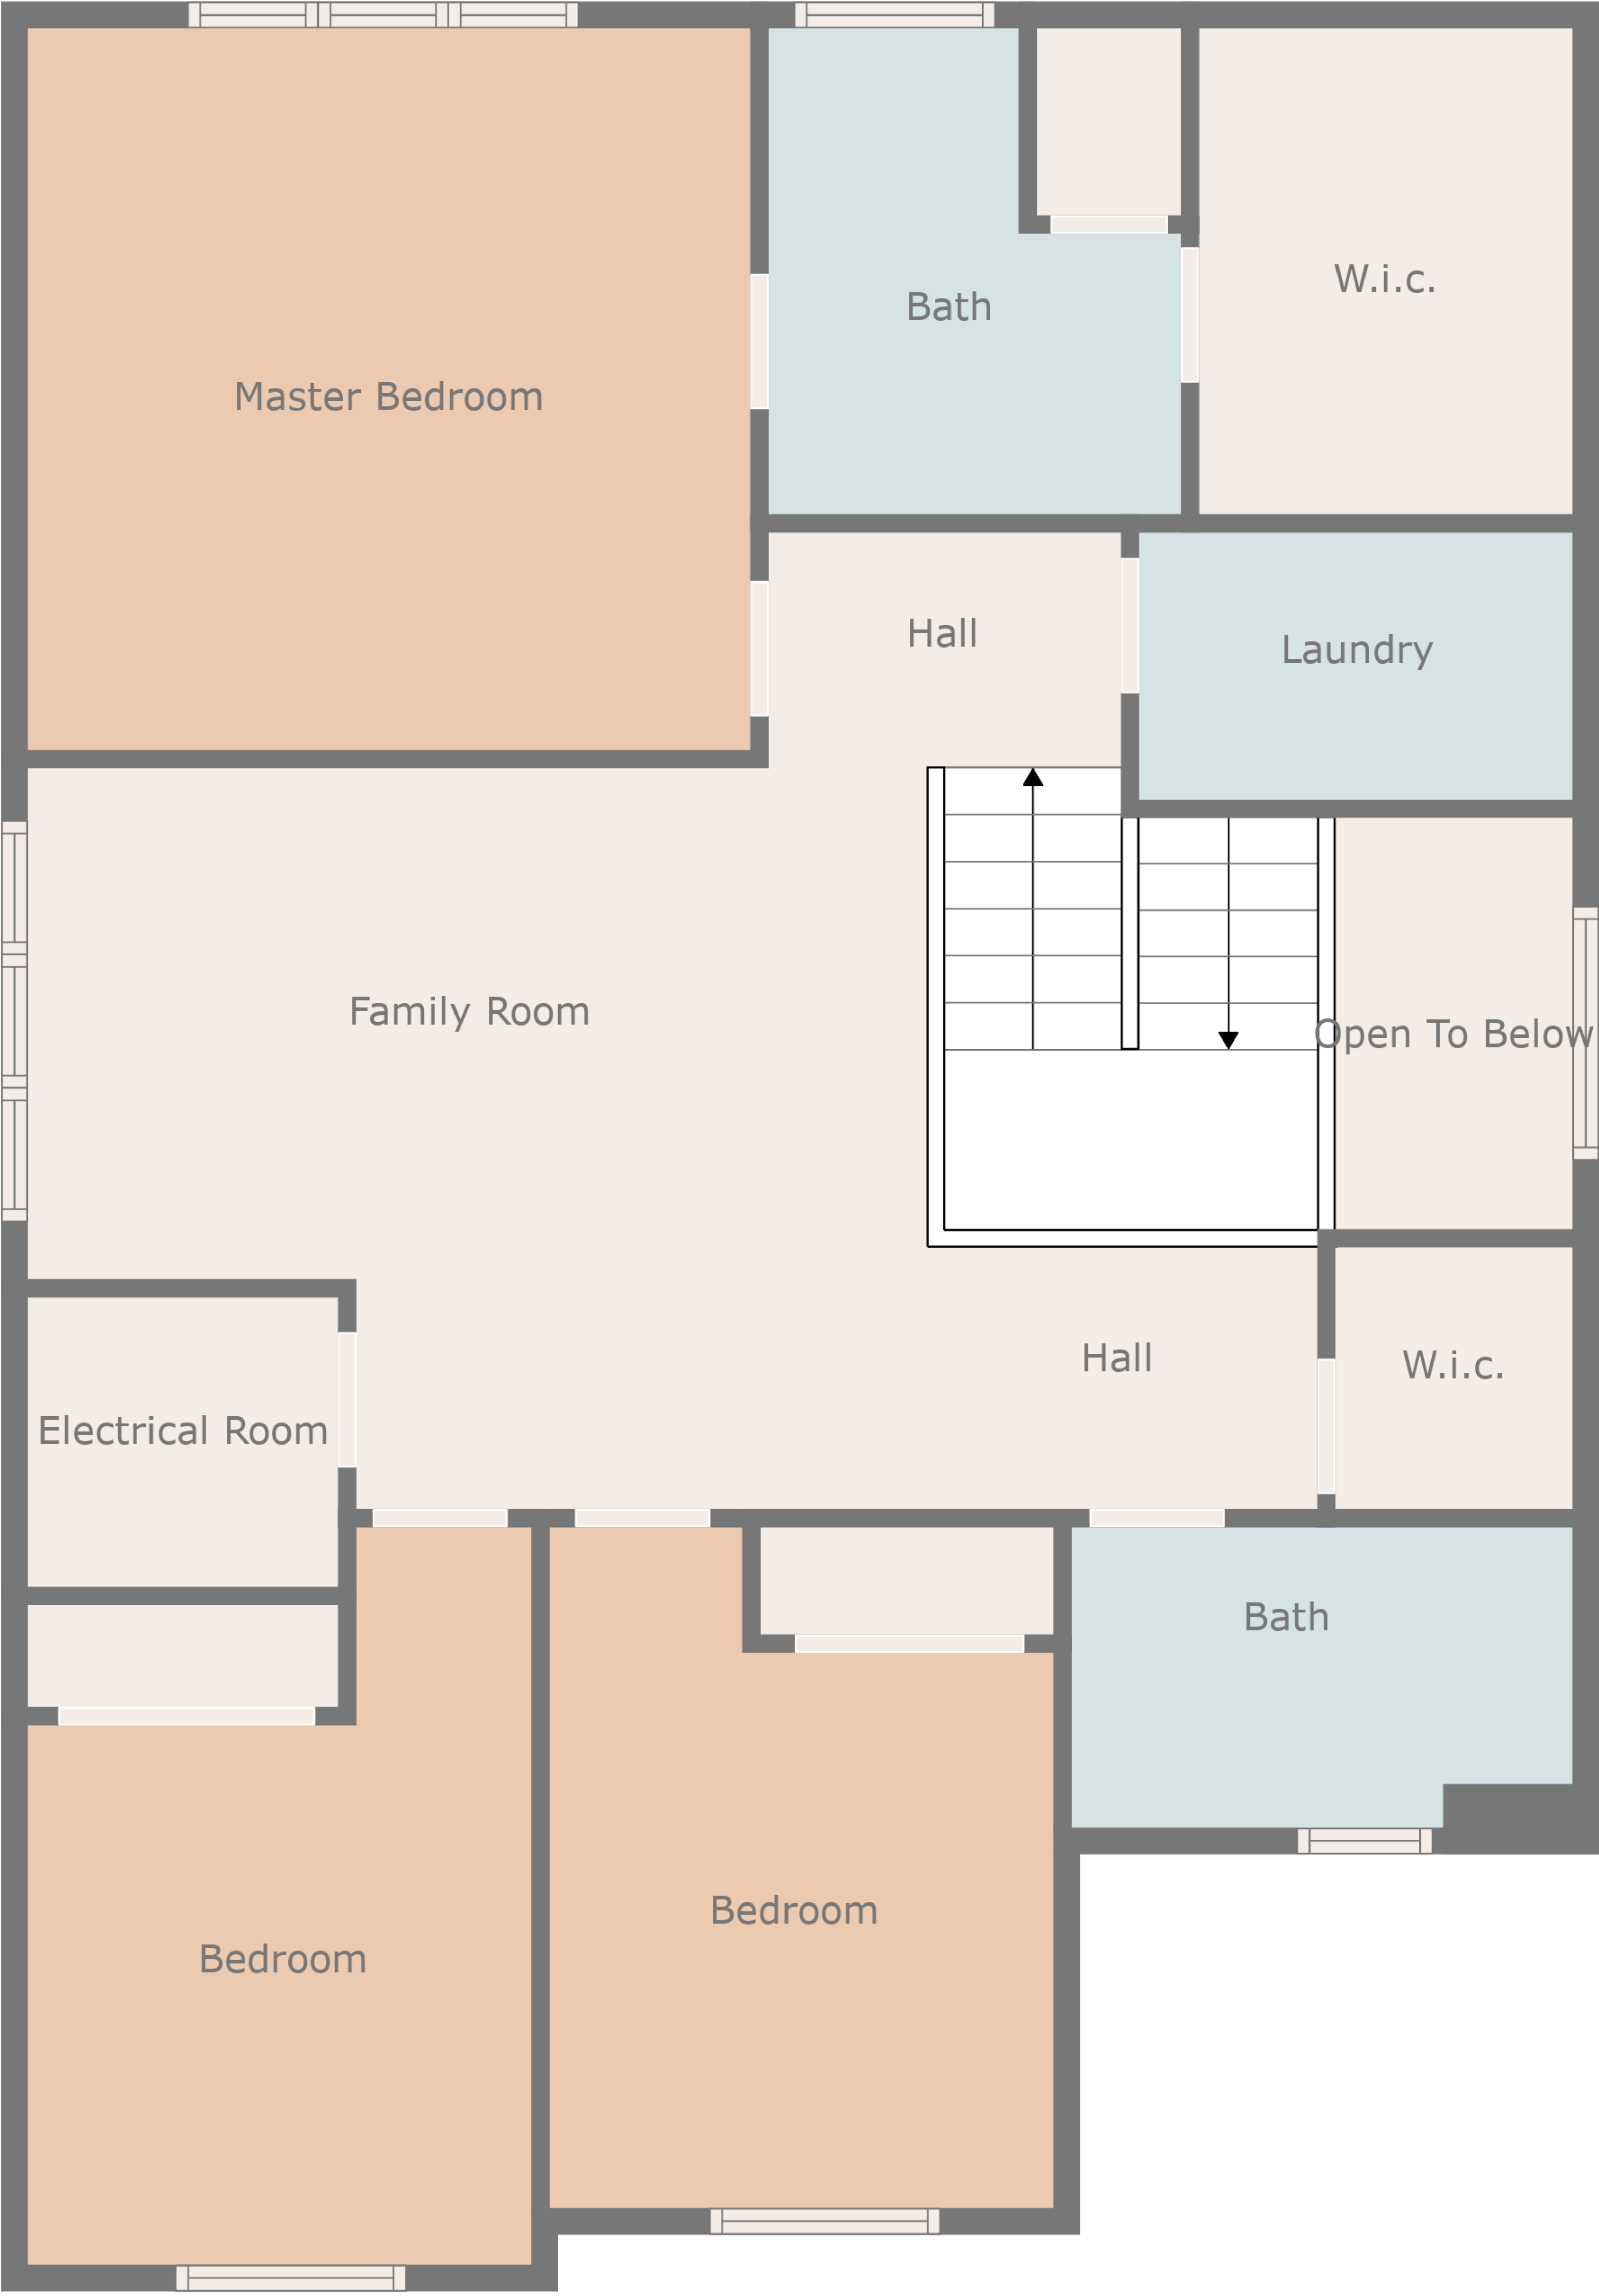 W.i.c.
Bath
Master Bedroom
Hall
Laundry
Family Room
Open To Below
Hall
W.i.c.
Electrical Room
Bath
Bedroom
Bedroom